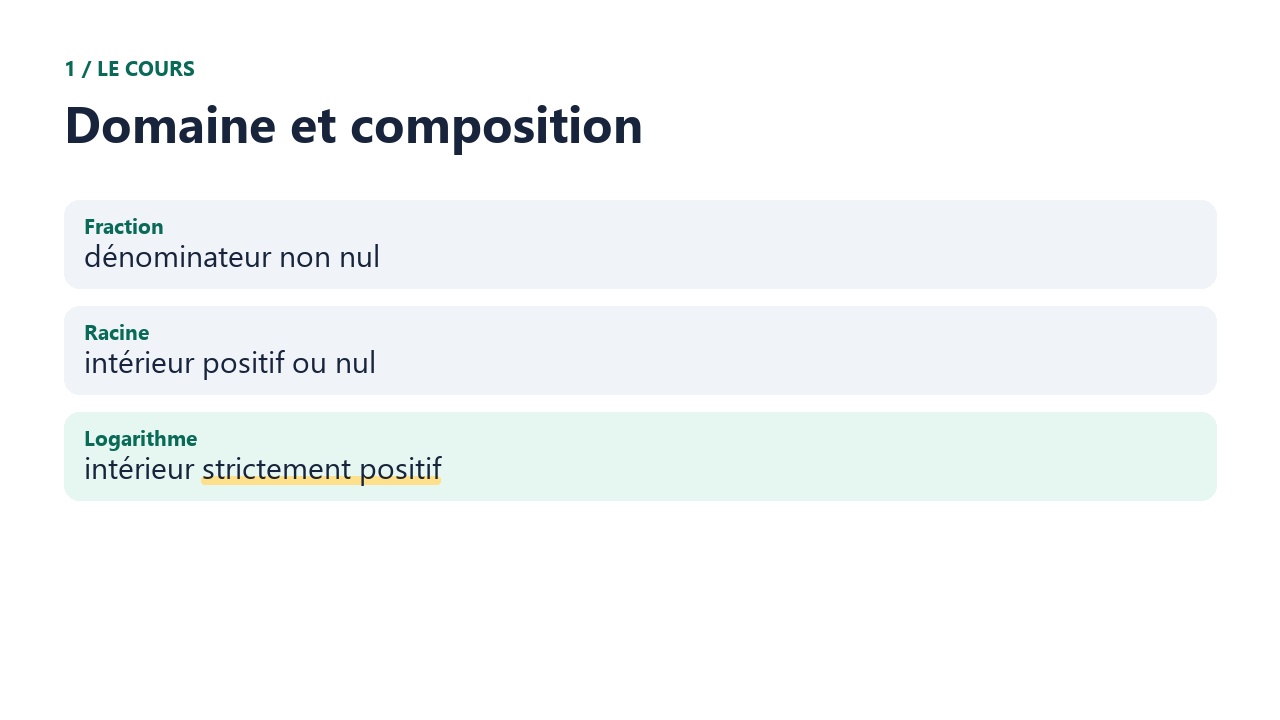 1 / LE COURS
Domaine et composition
Fraction
dénominateur non nul
Racine
intérieur positif ou nul
Logarithme
intérieur strictement positif